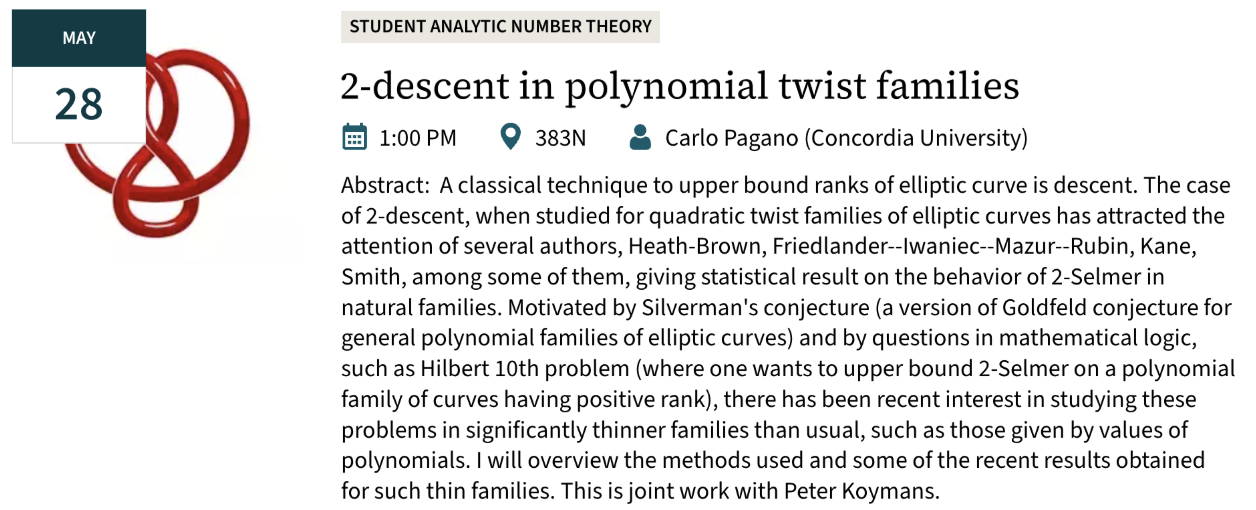 MAY
28
STUDENT ANALYTIC NUMBER THEORY
2-descent in polynomial twist families
1:00 PM 383N Carlo Pagano (Concordia University)
Abstract:  A classical technique to upper bound ranks of elliptic curve is descent. The case
of 2-descent, when studied for quadratic twist families of elliptic curves has attracted the
attention of several authors, Heath-Brown, Friedlander--Iwaniec--Mazur--Rubin, Kane,
Smith, among some of them, giving statistical result on the behavior of 2-Selmer in
natural families. Motivated by Silverman's conjecture (a version of Goldfeld conjecture for
general polynomial families of elliptic curves) and by questions in mathematical logic,
such as Hilbert 10th problem (where one wants to upper bound 2-Selmer on a polynomial
family of curves having positive rank), there has been recent interest in studying these
problems in significantly thinner families than usual, such as those given by values of
polynomials. I will overview the methods used and some of the recent results obtained
for such thin families. This is joint work with Peter Koymans.